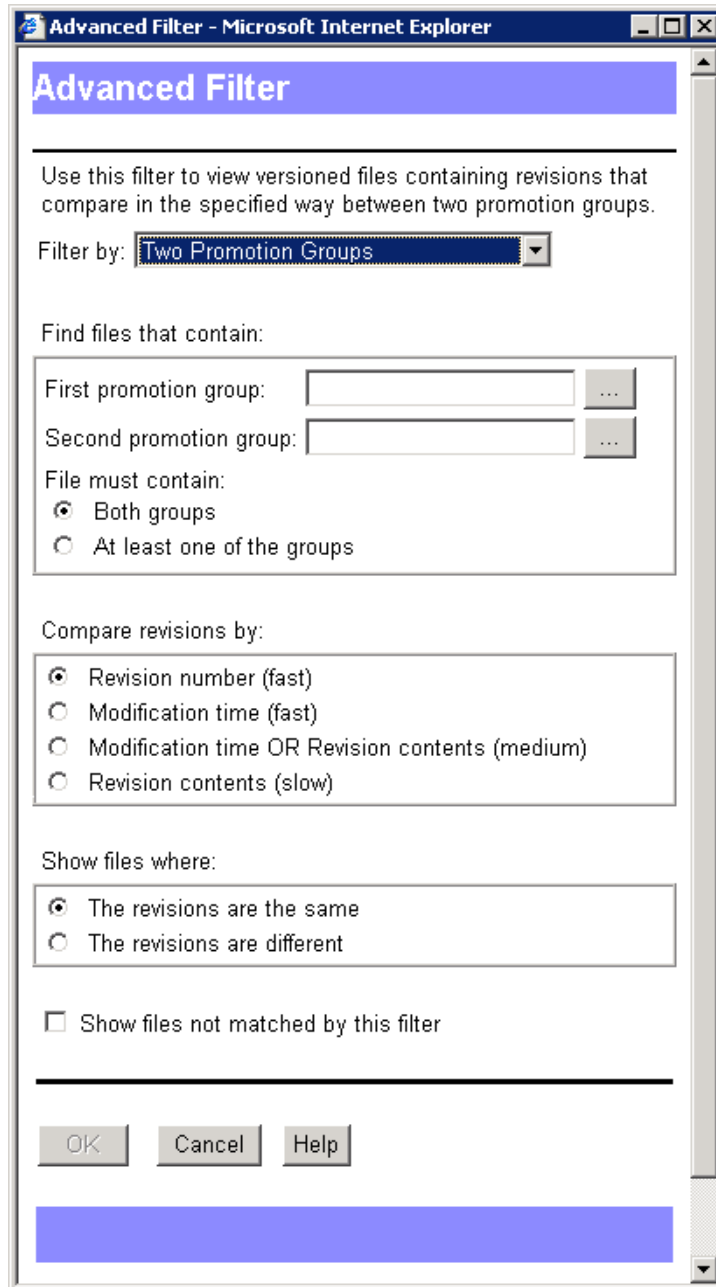 Advanced Filter - Microsoft Internet Explorer
Advanced Filter
Use this filter to view versioned files containing revisions that
compare in the specified way between two promotion groups.
Filter by: Two Promotion Groups
Find files that contain:
First promotion group: ...
Second promotion group: ...
File must contain:
Both groups
At least one of the groups
Compare revisions by:
Revision number (fast)
Modification time (fast)
Modification time OR Revision contents (medium)
Revision contents (slow)
Show files where:
The revisions are the same
The revisions are different
Show files not matched by this filter
OK Cancel Help